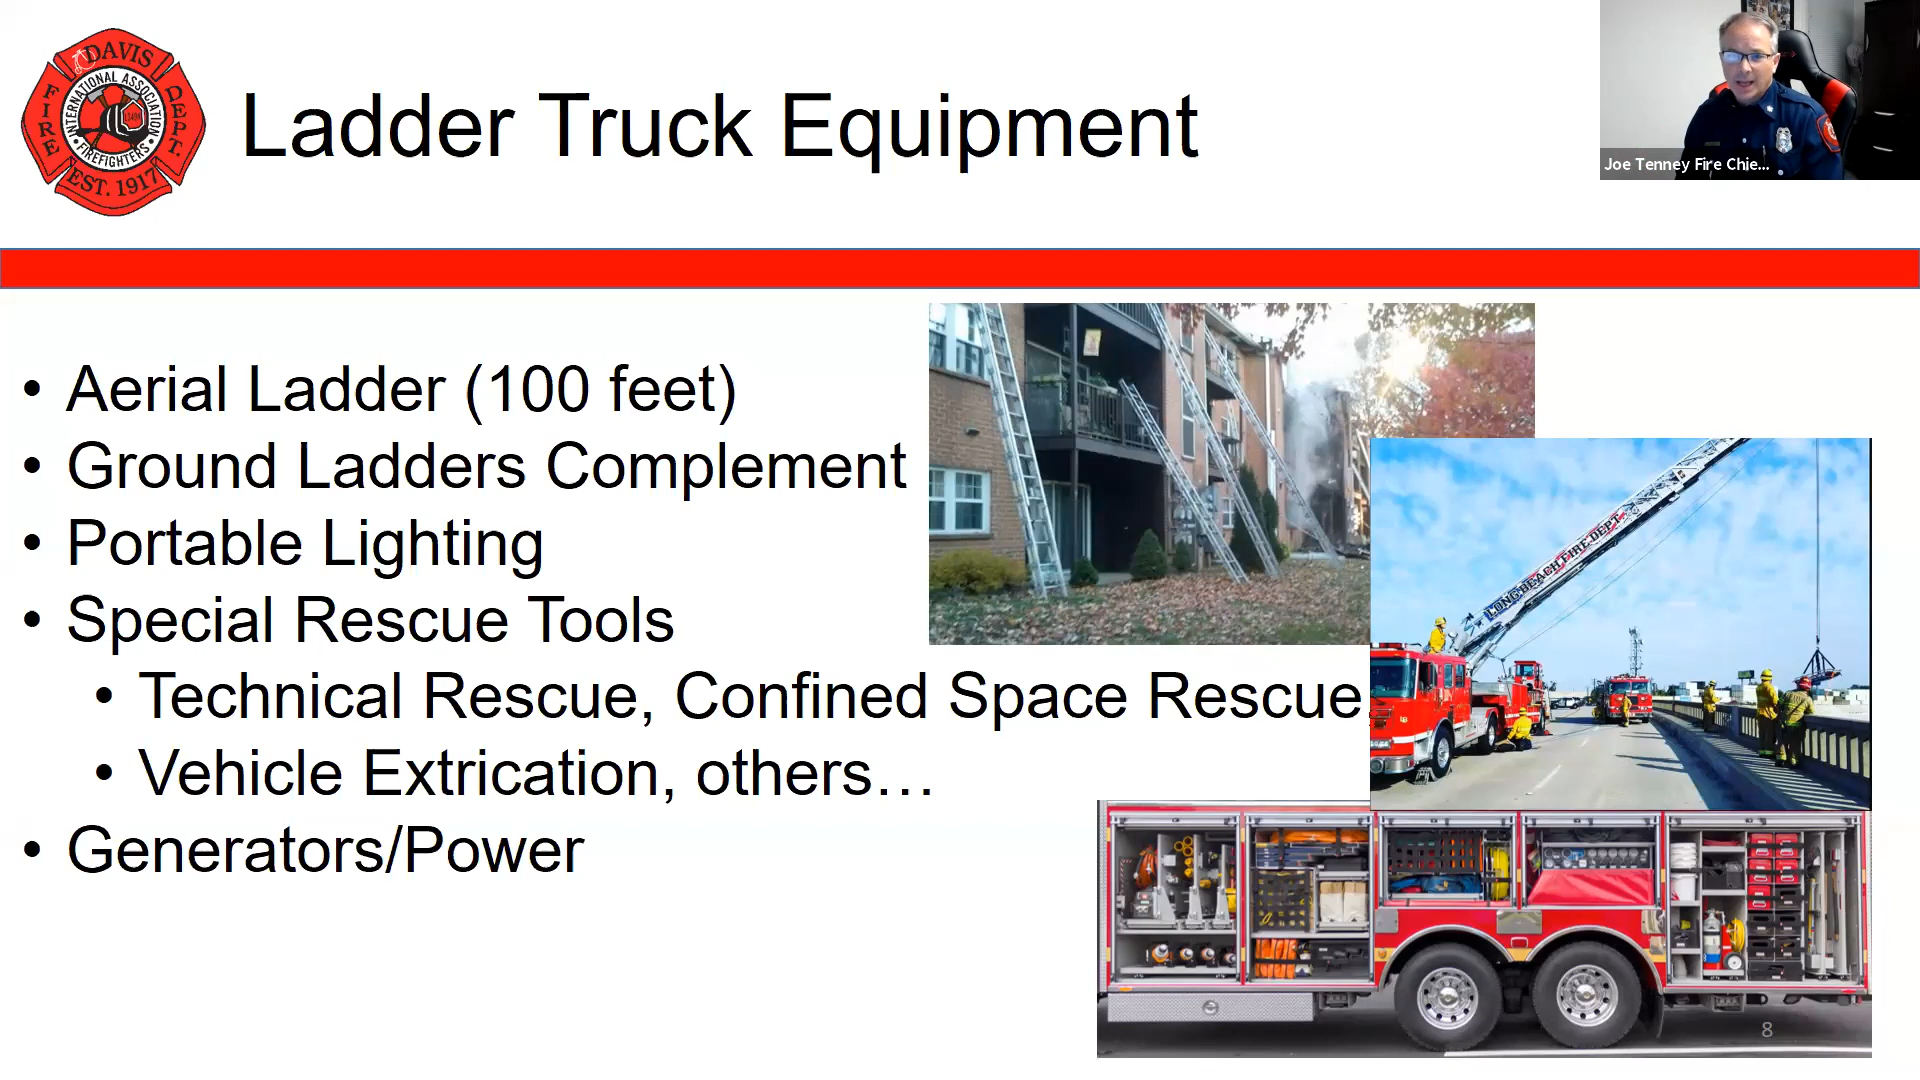 DAVIS
FIRE
DEPT.
INTERNATIONAL ASSOCIATION
FIREFIGHTERS
EST. 1917
Ladder Truck Equipment
Joe Tenney Fire Chie...
• Aerial Ladder (100 feet)
• Ground Ladders Complement
• Portable Lighting
• Special Rescue Tools
• Technical Rescue, Confined Space Rescue,
• Vehicle Extrication, others…
• Generators/Power
LONG BEACH FIRE DEPT.
8